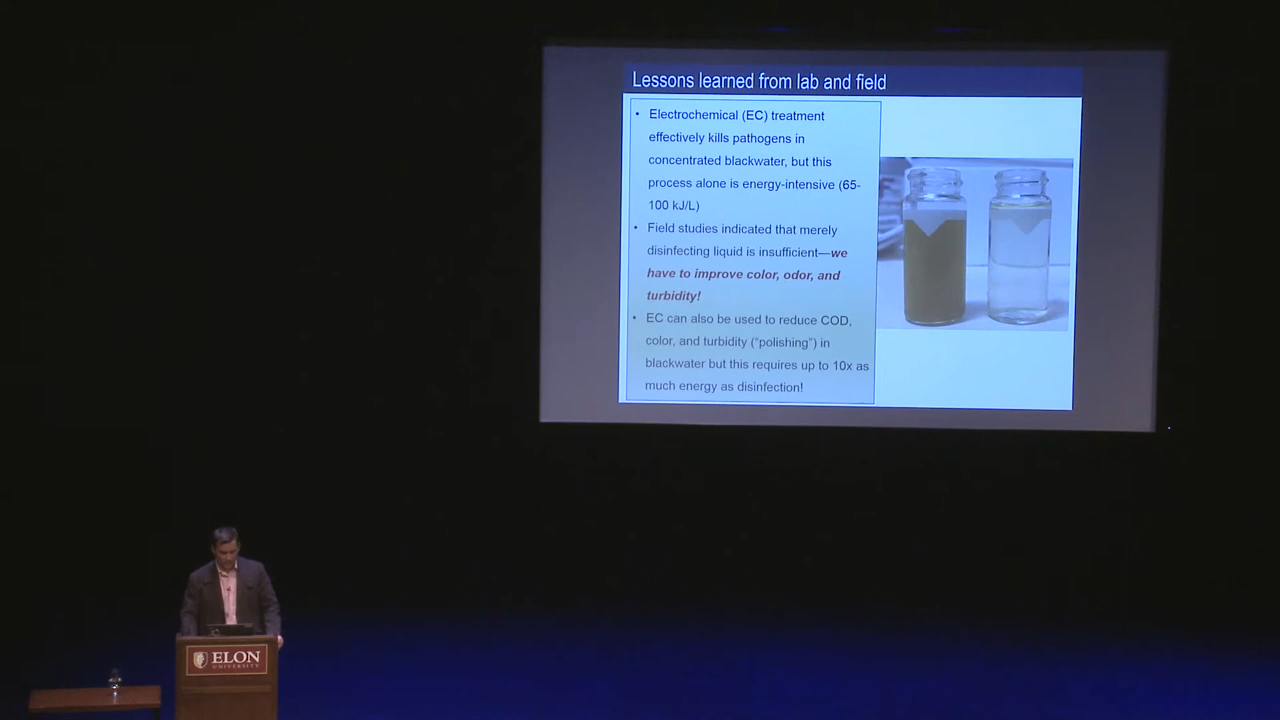 Lessons learned from lab and field
• Electrochemical (EC) treatment
effectively kills pathogens in
concentrated blackwater, but this
process alone is energy-intensive (65-
100 kJ/L)
• Field studies indicated that merely
disinfecting liquid is insufficient—we
have to improve color, odor, and
turbidity!
• EC can also be used to reduce COD,
color, and turbidity (“polishing”) in
blackwater but this requires up to 10x as
much energy as disinfection!
ELON
UNIVERSITY